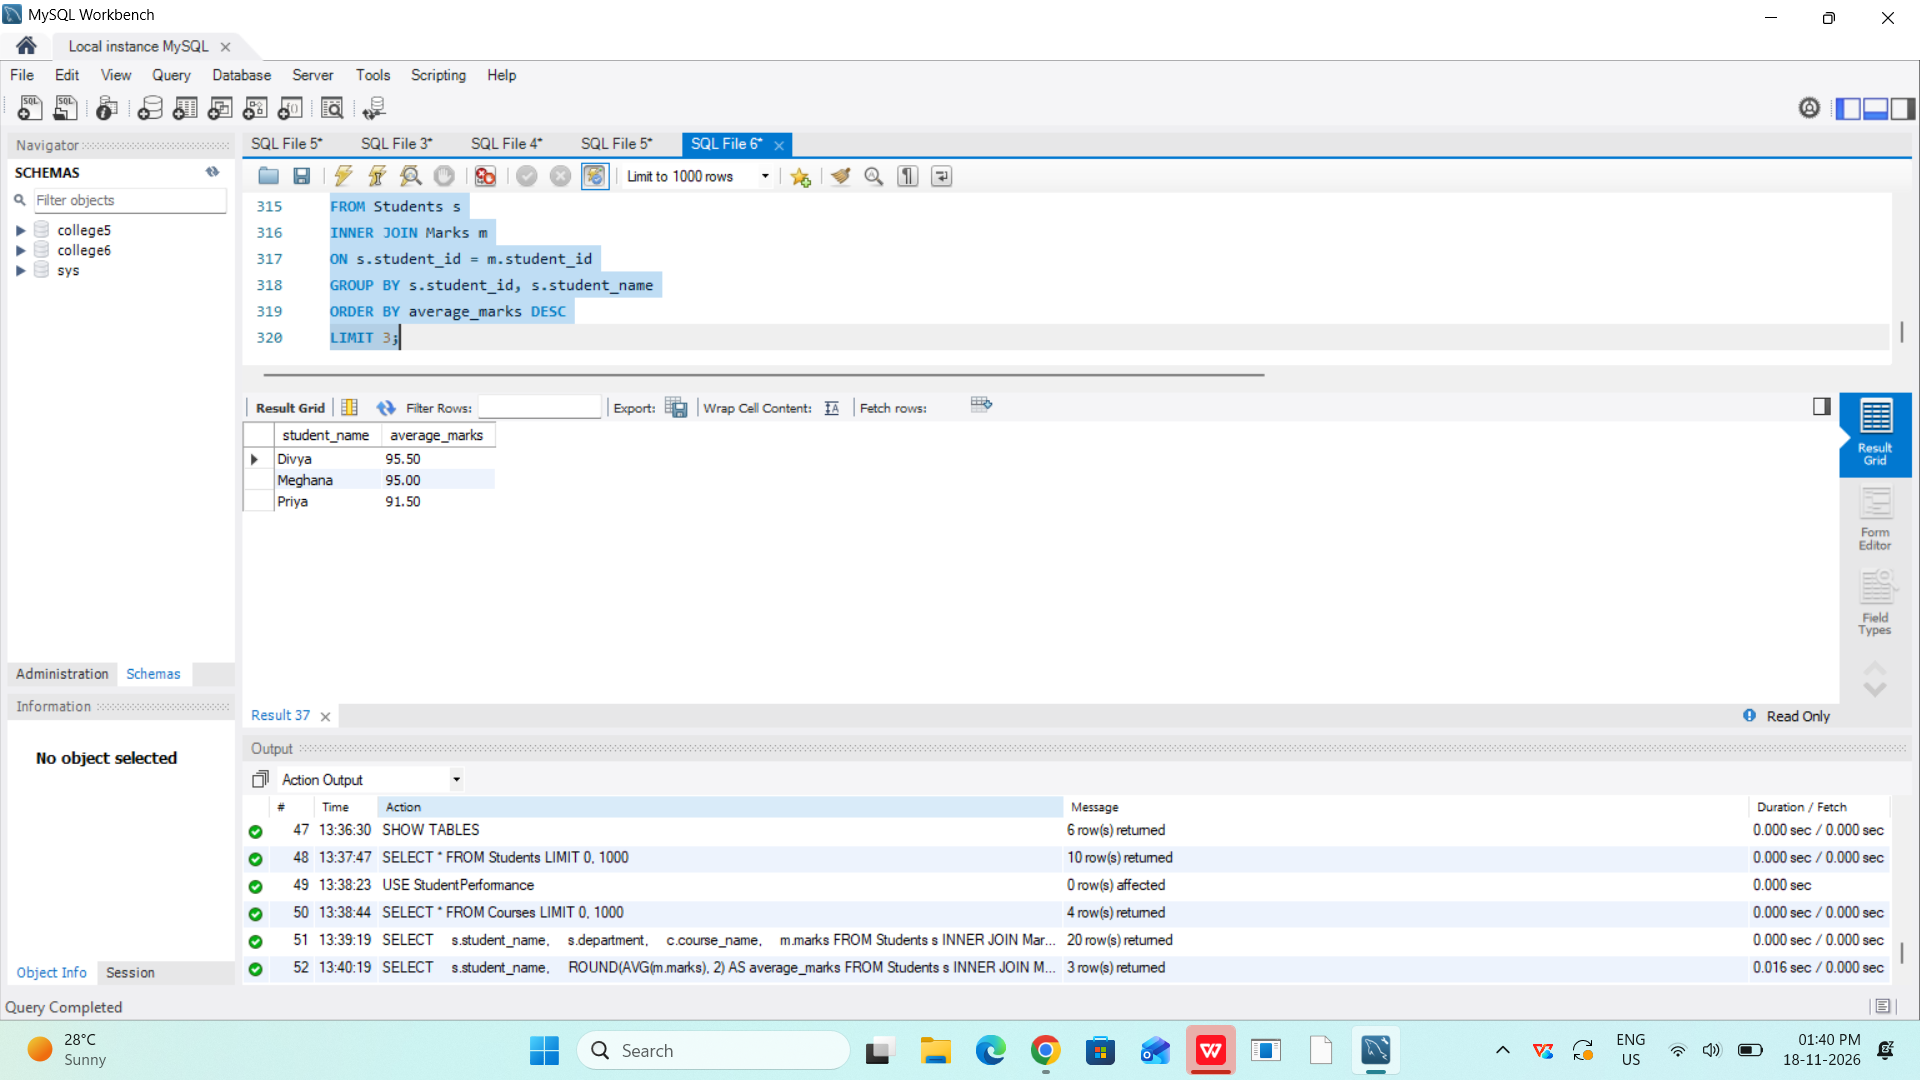 MySQL Workbench
Local instance MySQL
File Edit View Query Database Server Tools Scripting Help
Navigator
SCHEMAS
Filter objects
college5
college6
sys
Administration Schemas
Information
No object selected
Object Info Session
SQL File 5* SQL File 3* SQL File 4* SQL File 5* SQL File 6*
Limit to 1000 rows
315 FROM Students s
316 INNER JOIN Marks m
317 ON s.student_id = m.student_id
318 GROUP BY s.student_id, s.student_name
319 ORDER BY average_marks DESC
320 LIMIT 3;
Result Grid Filter Rows: Export: Wrap Cell Content: Fetch rows:
student_name average_marks
Divya 95.50
Meghana 95.00
Priya 91.50
Result Grid
Form Editor
Field Types
Result 37 Read Only
Output
Action Output
# Time Action Message Duration / Fetch
47 13:36:30 SHOW TABLES 6 row(s) returned 0.000 sec / 0.000 sec
48 13:37:47 SELECT * FROM Students LIMIT 0, 1000 10 row(s) returned 0.000 sec / 0.000 sec
49 13:38:23 USE StudentPerformance 0 row(s) affected 0.000 sec
50 13:38:44 SELECT * FROM Courses LIMIT 0, 1000 4 row(s) returned 0.000 sec / 0.000 sec
51 13:39:19 SELECT s.student_name, s.department, c.course_name, m.marks FROM Students s INNER JOIN Mar... 20 row(s) returned 0.000 sec / 0.000 sec
52 13:40:19 SELECT s.student_name, ROUND(AVG(m.marks), 2) AS average_marks FROM Students s INNER JOIN M... 3 row(s) returned 0.016 sec / 0.000 sec
Query Completed
28°C
Sunny
Search
ENG
US
01:40 PM
18-11-2026